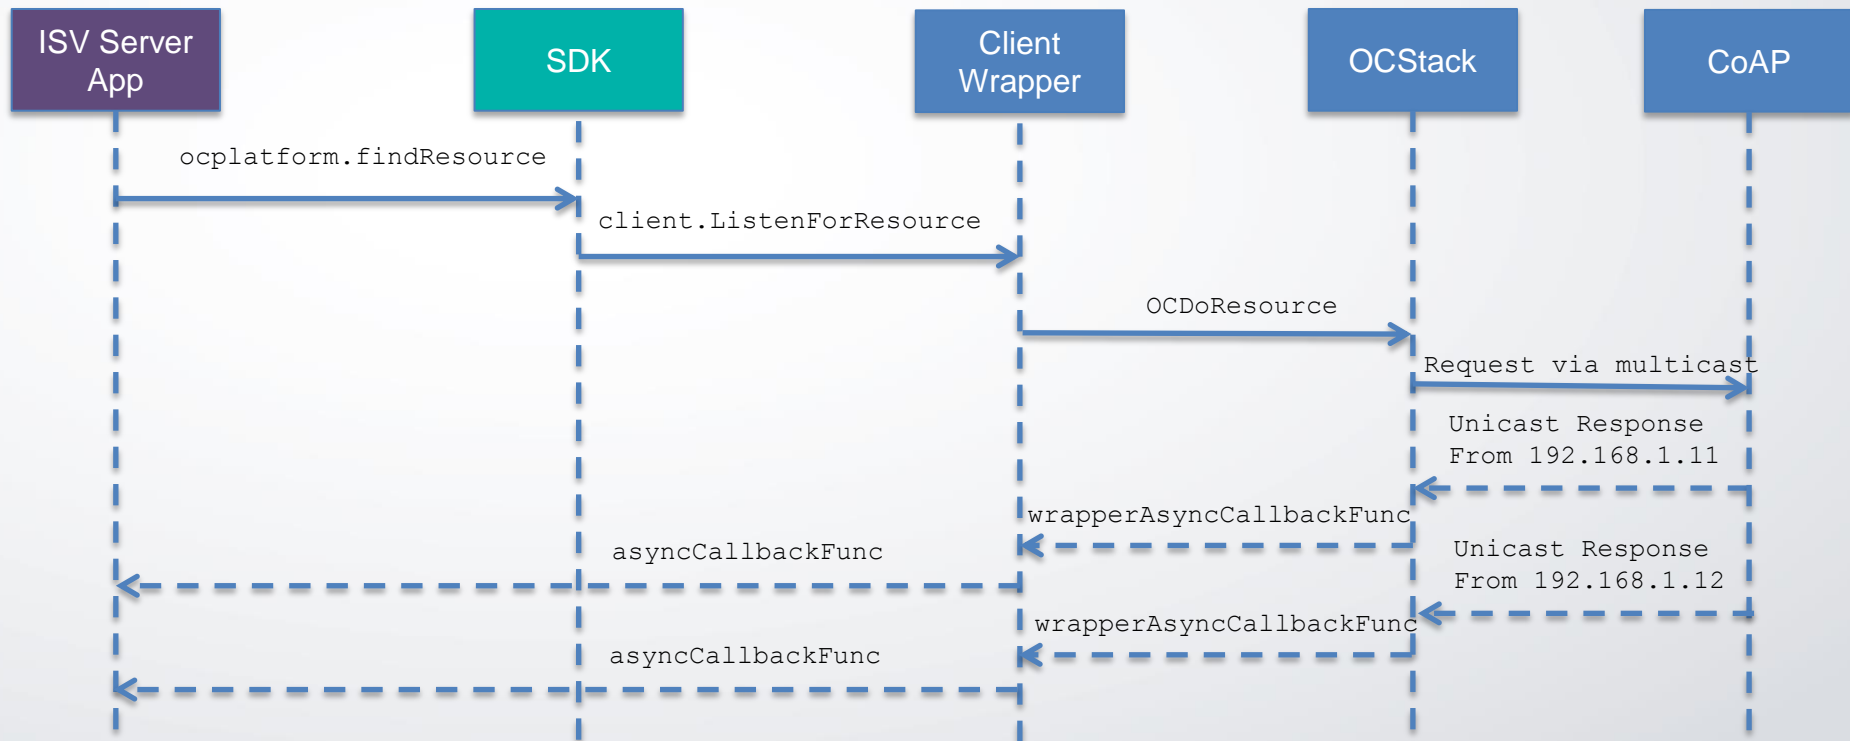 ISV Server
App
SDK
Client
Wrapper
OCStack
CoAP
ocplatform.findResource
client.ListenForResource
OCDoResource
Request via multicast
Unicast Response
From 192.168.1.11
wrapperAsyncCallbackFunc
asyncCallbackFunc
Unicast Response
From 192.168.1.12
wrapperAsyncCallbackFunc
asyncCallbackFunc